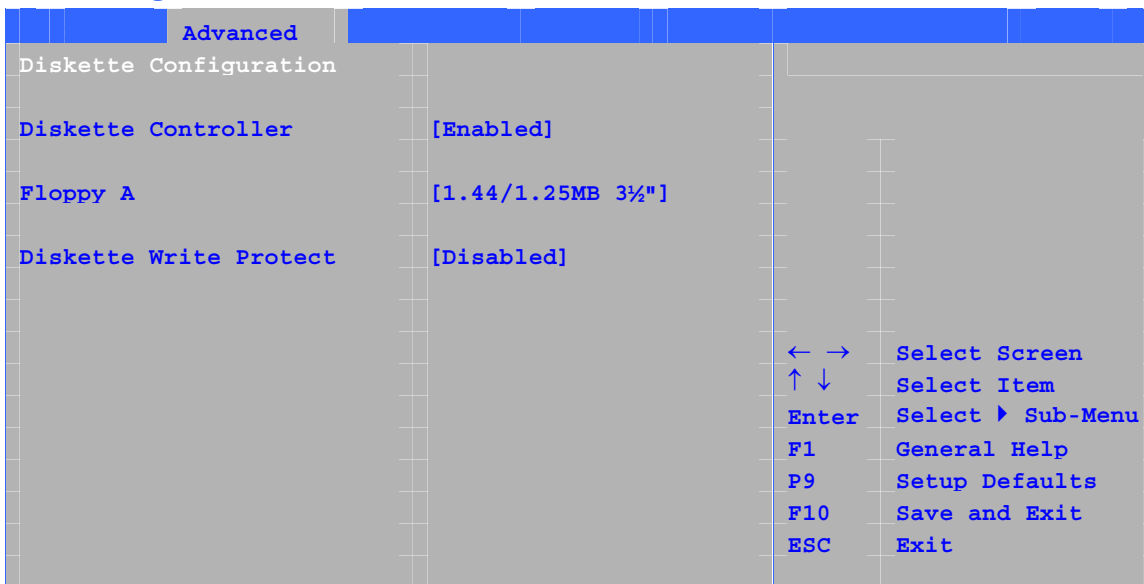 Advanced
Diskette Configuration
Diskette Controller [Enabled]
Floppy A [1.44/1.25MB 3½"]
Diskette Write Protect [Disabled]
← → Select Screen
↑ ↓ Select Item
Enter Select ▶ Sub-Menu
F1 General Help
P9 Setup Defaults
F10 Save and Exit
ESC Exit